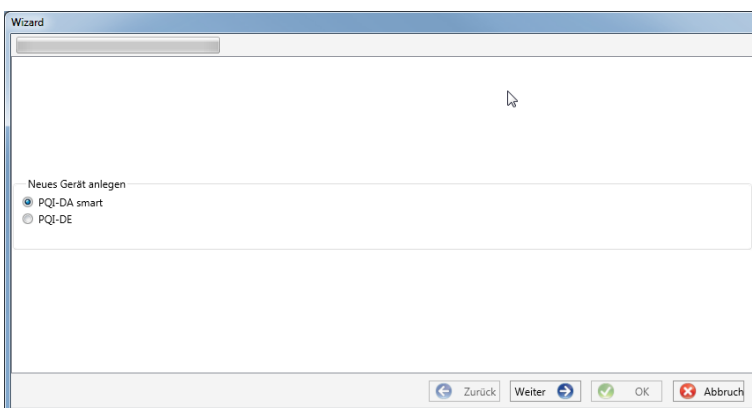 Wizard
Neues Gerät anlegen
PQI-DA smart
PQI-DE
Zurück Weiter OK Abbruch